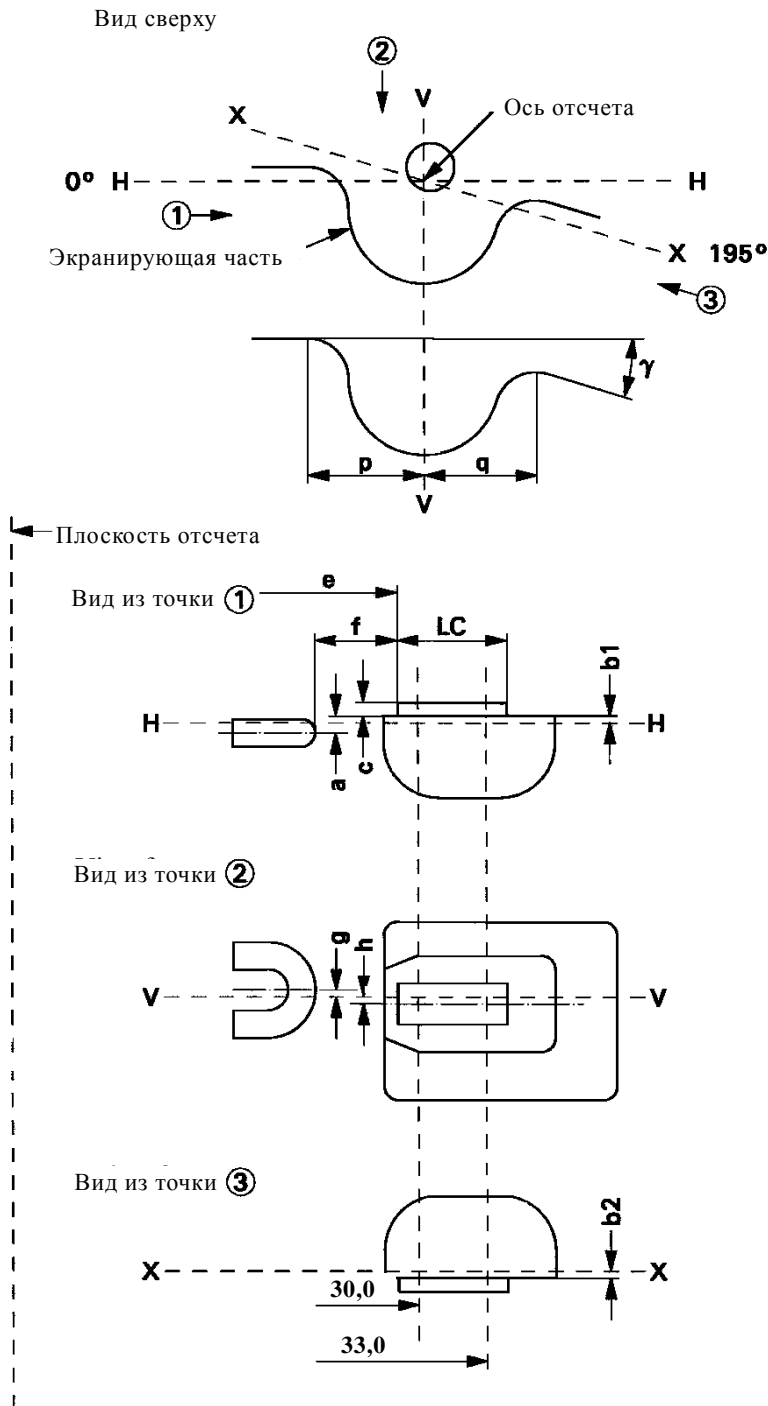 Вид сверху
②
V
Ось отсчета
X
0° H H
①
Экранирующая часть
X 195°
③
γ
p q
V
Плоскость отсчета
e
Вид из точки ①
f LC b1
H H
a c
Вид из точки ②
g h
V V
Вид из точки ③
b2
X X
30,0
33,0